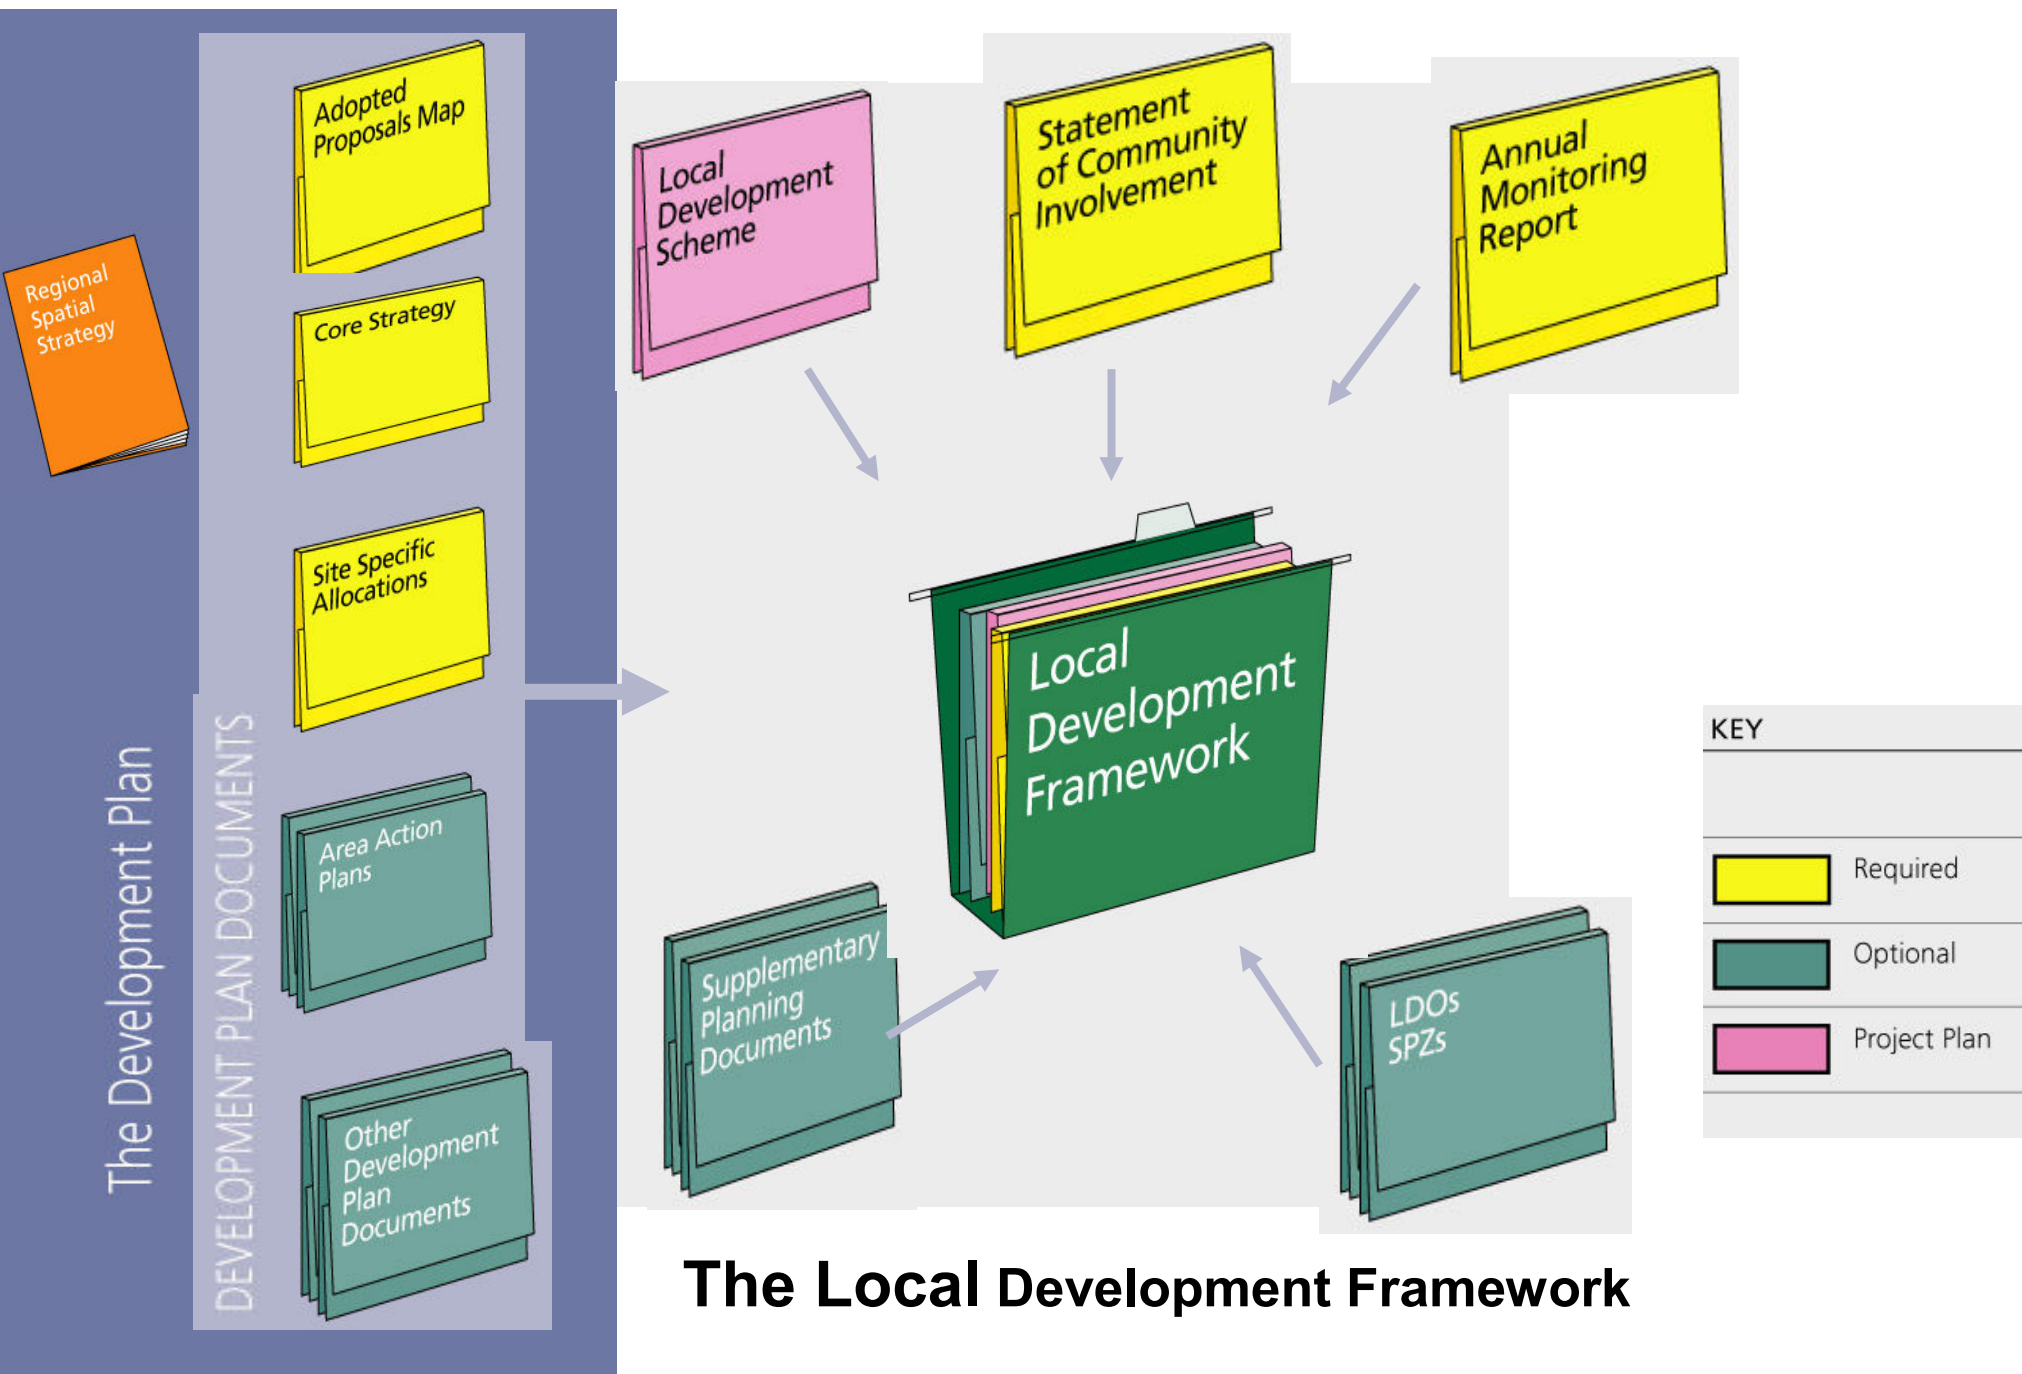 Adopted
Proposals Map
Regional
Spatial
Strategy
Core Strategy
Site Specific
Allocations
Area Action
Plans
Other
Development
Plan
Documents
The Development Plan
DEVELOPMENT PLAN DOCUMENTS
Local
Development
Scheme
Statement
of Community
Involvement
Annual
Monitoring
Report
Local
Development
Framework
Supplementary
Planning
Documents
LDOs
SPZs
KEY
Required
Optional
Project Plan
The Local Development Framework